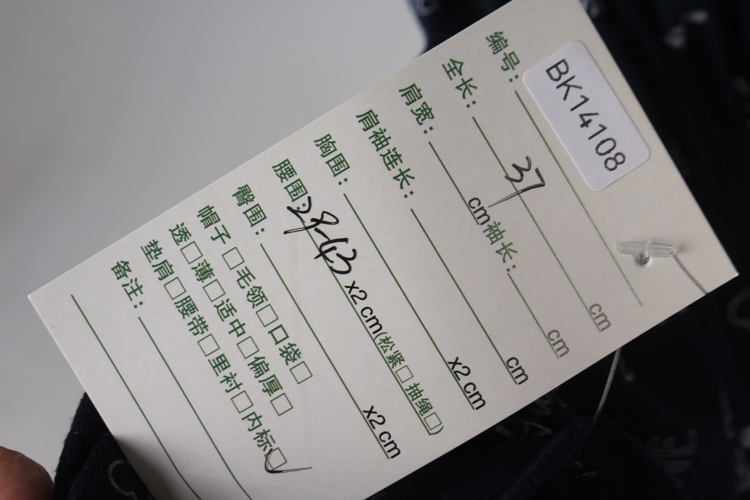 编号: BK14108
全长: 37 cm
肩宽: cm 袖长: cm
肩袖连长: cm
胸围: x2 cm
腰围: 28-43 x2 cm(松紧□ 抽绳□)
臀围: x2 cm
帽子□毛领□口袋□
透□薄□适中□偏厚□
垫肩□腰带□里衬□内标☑
备注: